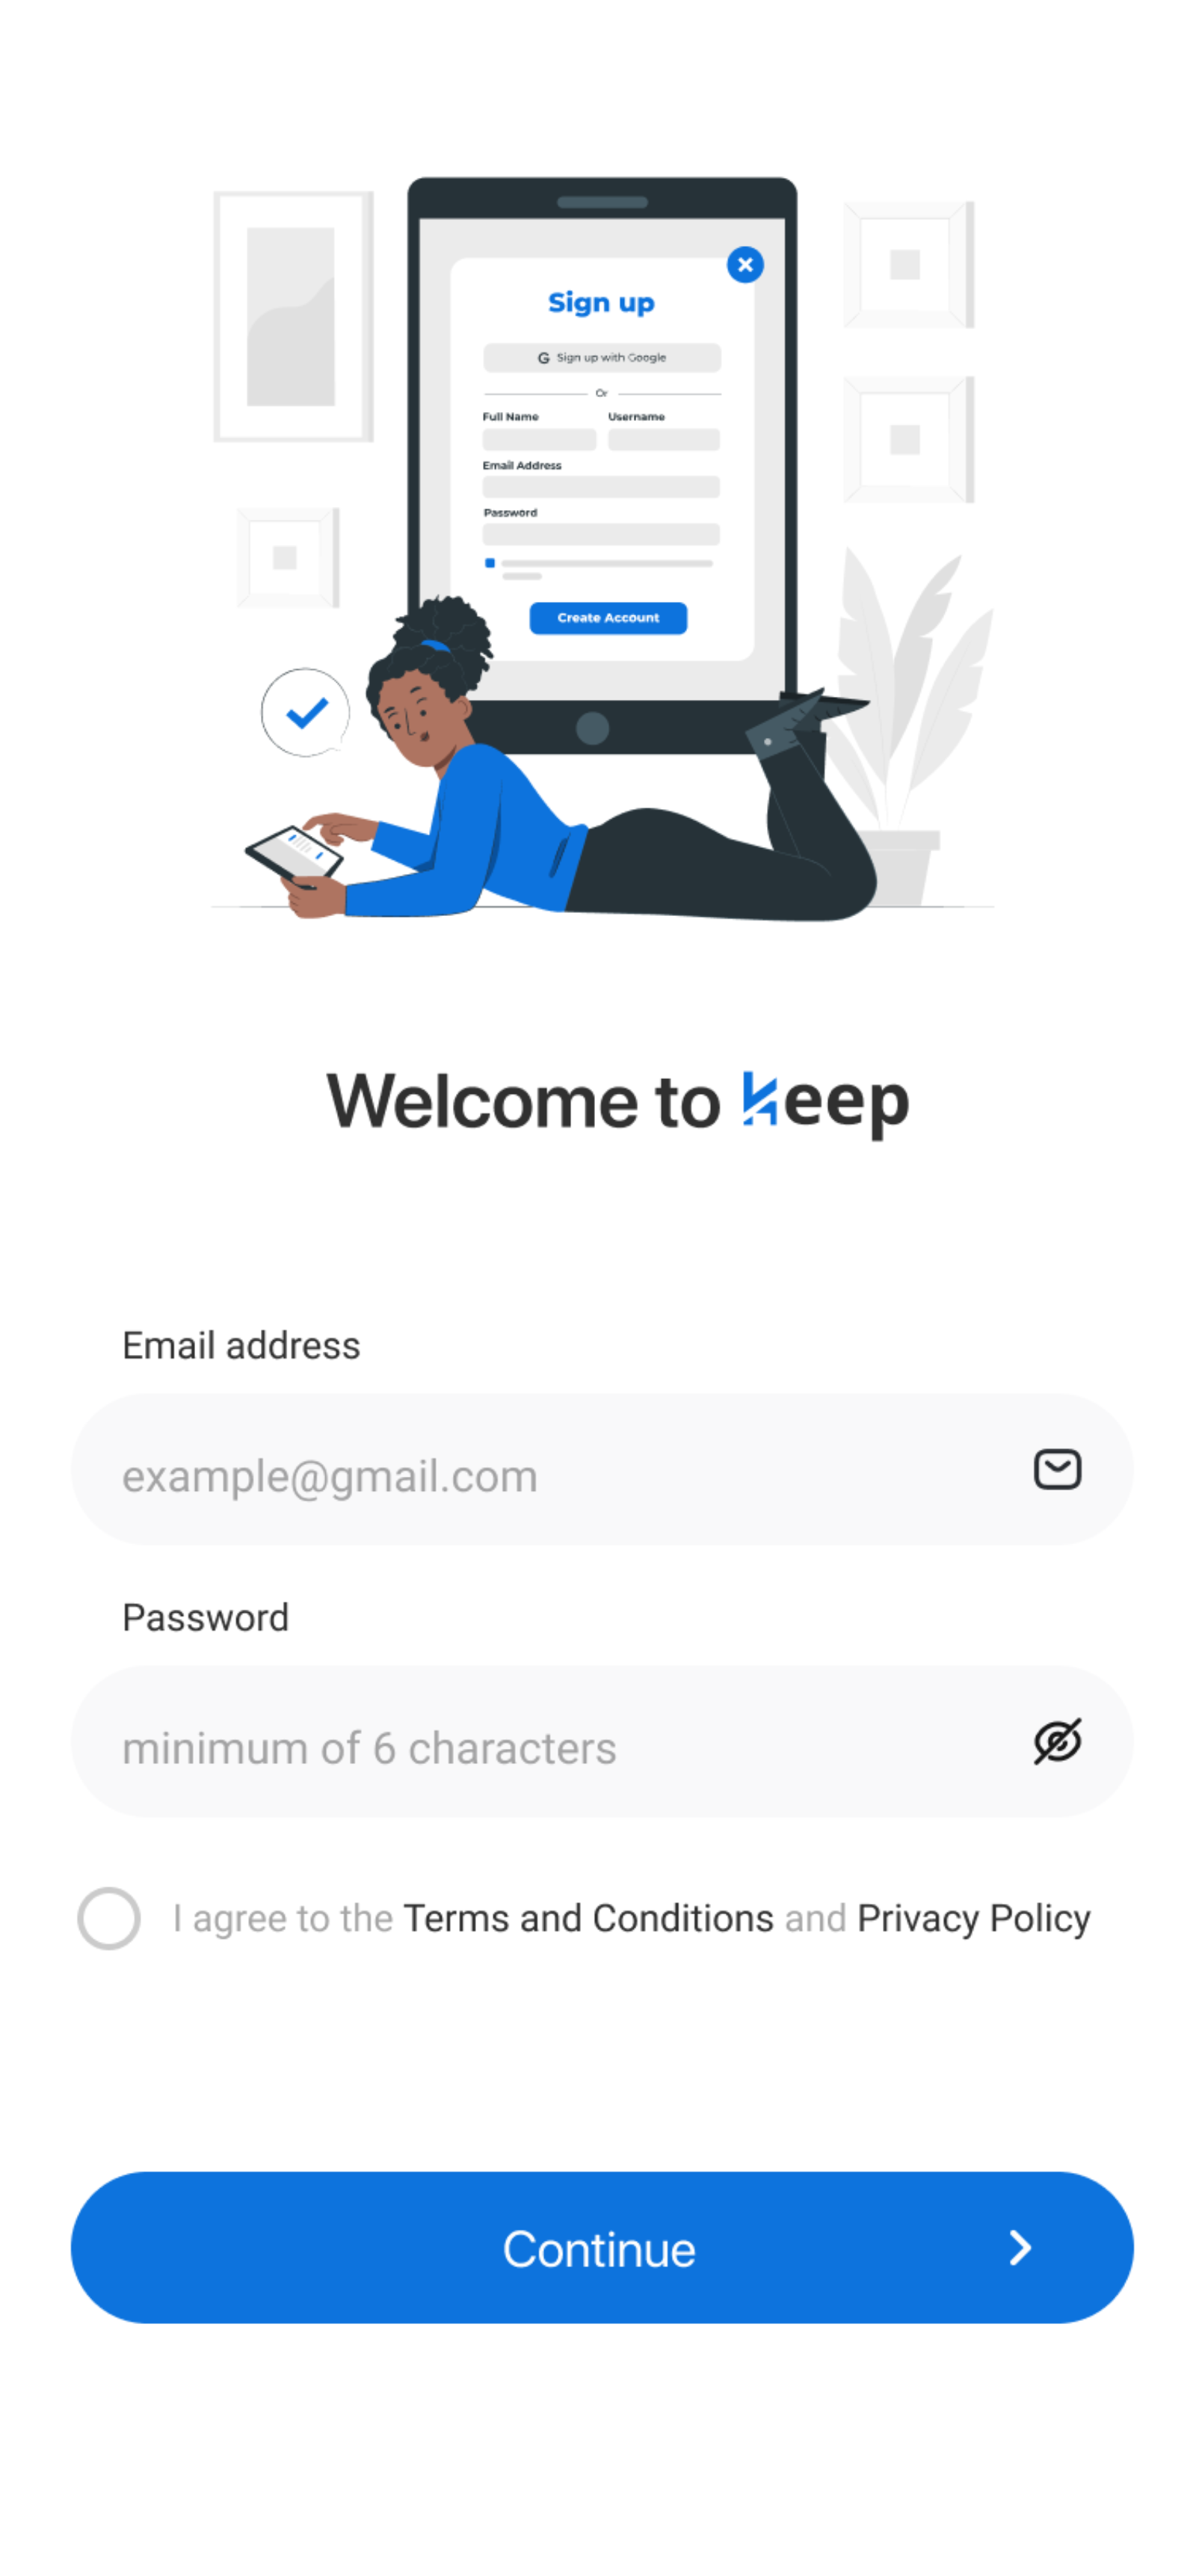 Sign up
G Sign up with Google
Or
Full Name Username
Email Address
Password
Create Account
Welcome to keep
Email address
example@gmail.com
Password
minimum of 6 characters
I agree to the Terms and Conditions and Privacy Policy
Continue